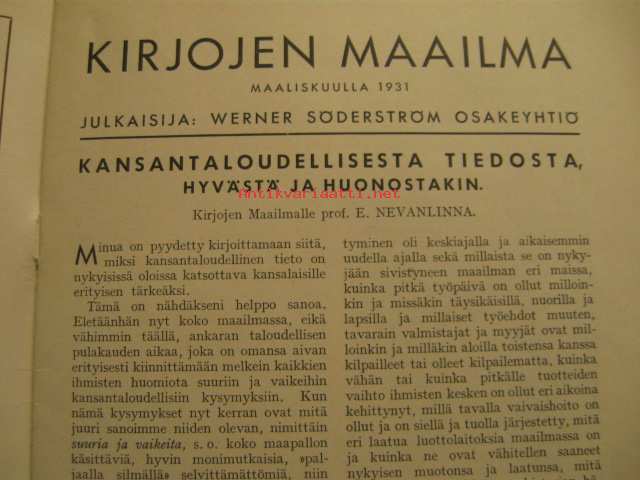 KIRJOJEN MAAILMA
MAALISKUULLA 1931
JULKAISIJA: WERNER SÖDERSTRÖM OSAKEYHTIÖ
KANSANTALOUDELLISESTA TIEDOSTA,
HYVÄSTÄ JA HUONOSTAKIN.
Antikvariaatti.net
Kirjojen Maailmalle prof. E. NEVANLINNA.
Minua on pyydetty kirjoittamaan siitä,
miksi kansantaloudellinen tieto on
nykyisissä oloissa katsottava kansalaisille
erityisen tärkeäksi.
Tämä on nähdäkseni helppo sanoa.
Eletäänhän nyt koko maailmassa, eikä
vähimmin täällä, ankaran taloudellisen
pulakauden aikaa, joka on omansa aivan
erityisesti kiinnittämään melkein kaikkien
ihmisten huomiota suuriin ja vaikeihin
kansantaloudellisiin kysymyksiin. Kun
nämä kysymykset nyt kerran ovat mitä
juuri sanoimme niiden olevan, nimittäin
suuria ja vaikeita, s. o. koko maapallon
käsittäviä, hyvin monimutkaisia, »pal-
jaalla silmällä» selvittämättömiä, niin
tyminen oli keskiajalla ja aikaisemmin
uudella ajalla sekä millaista se on nyky-
jään sivistyneen maailman eri maissa,
kuinka pitkä työpäivä on ollut milloin-
kin ja missäkin täysikäisillä, nuorilla ja
lapsilla ja millaiset työehdot muuten,
tavarain valmistajat ja myyjät ovat mil-
loinkin ja milläkin aloilla toistensa kanssa
kilpailleet tai olleet kilpailematta, kuinka
vähän tai kuinka pitkälle tuotteiden
vaihto ihmisten kesken on ollut eri aikoina
kehittynyt, millä tavalla vaivaishoito on
ollut ja on siellä ja tuolla järjestetty, mitä
eri laatua luottolaitoksia maailmassa on
ja kuinka ne ovat vähitellen saaneet
nykyisen muotonsa ja laatunsa, mitä